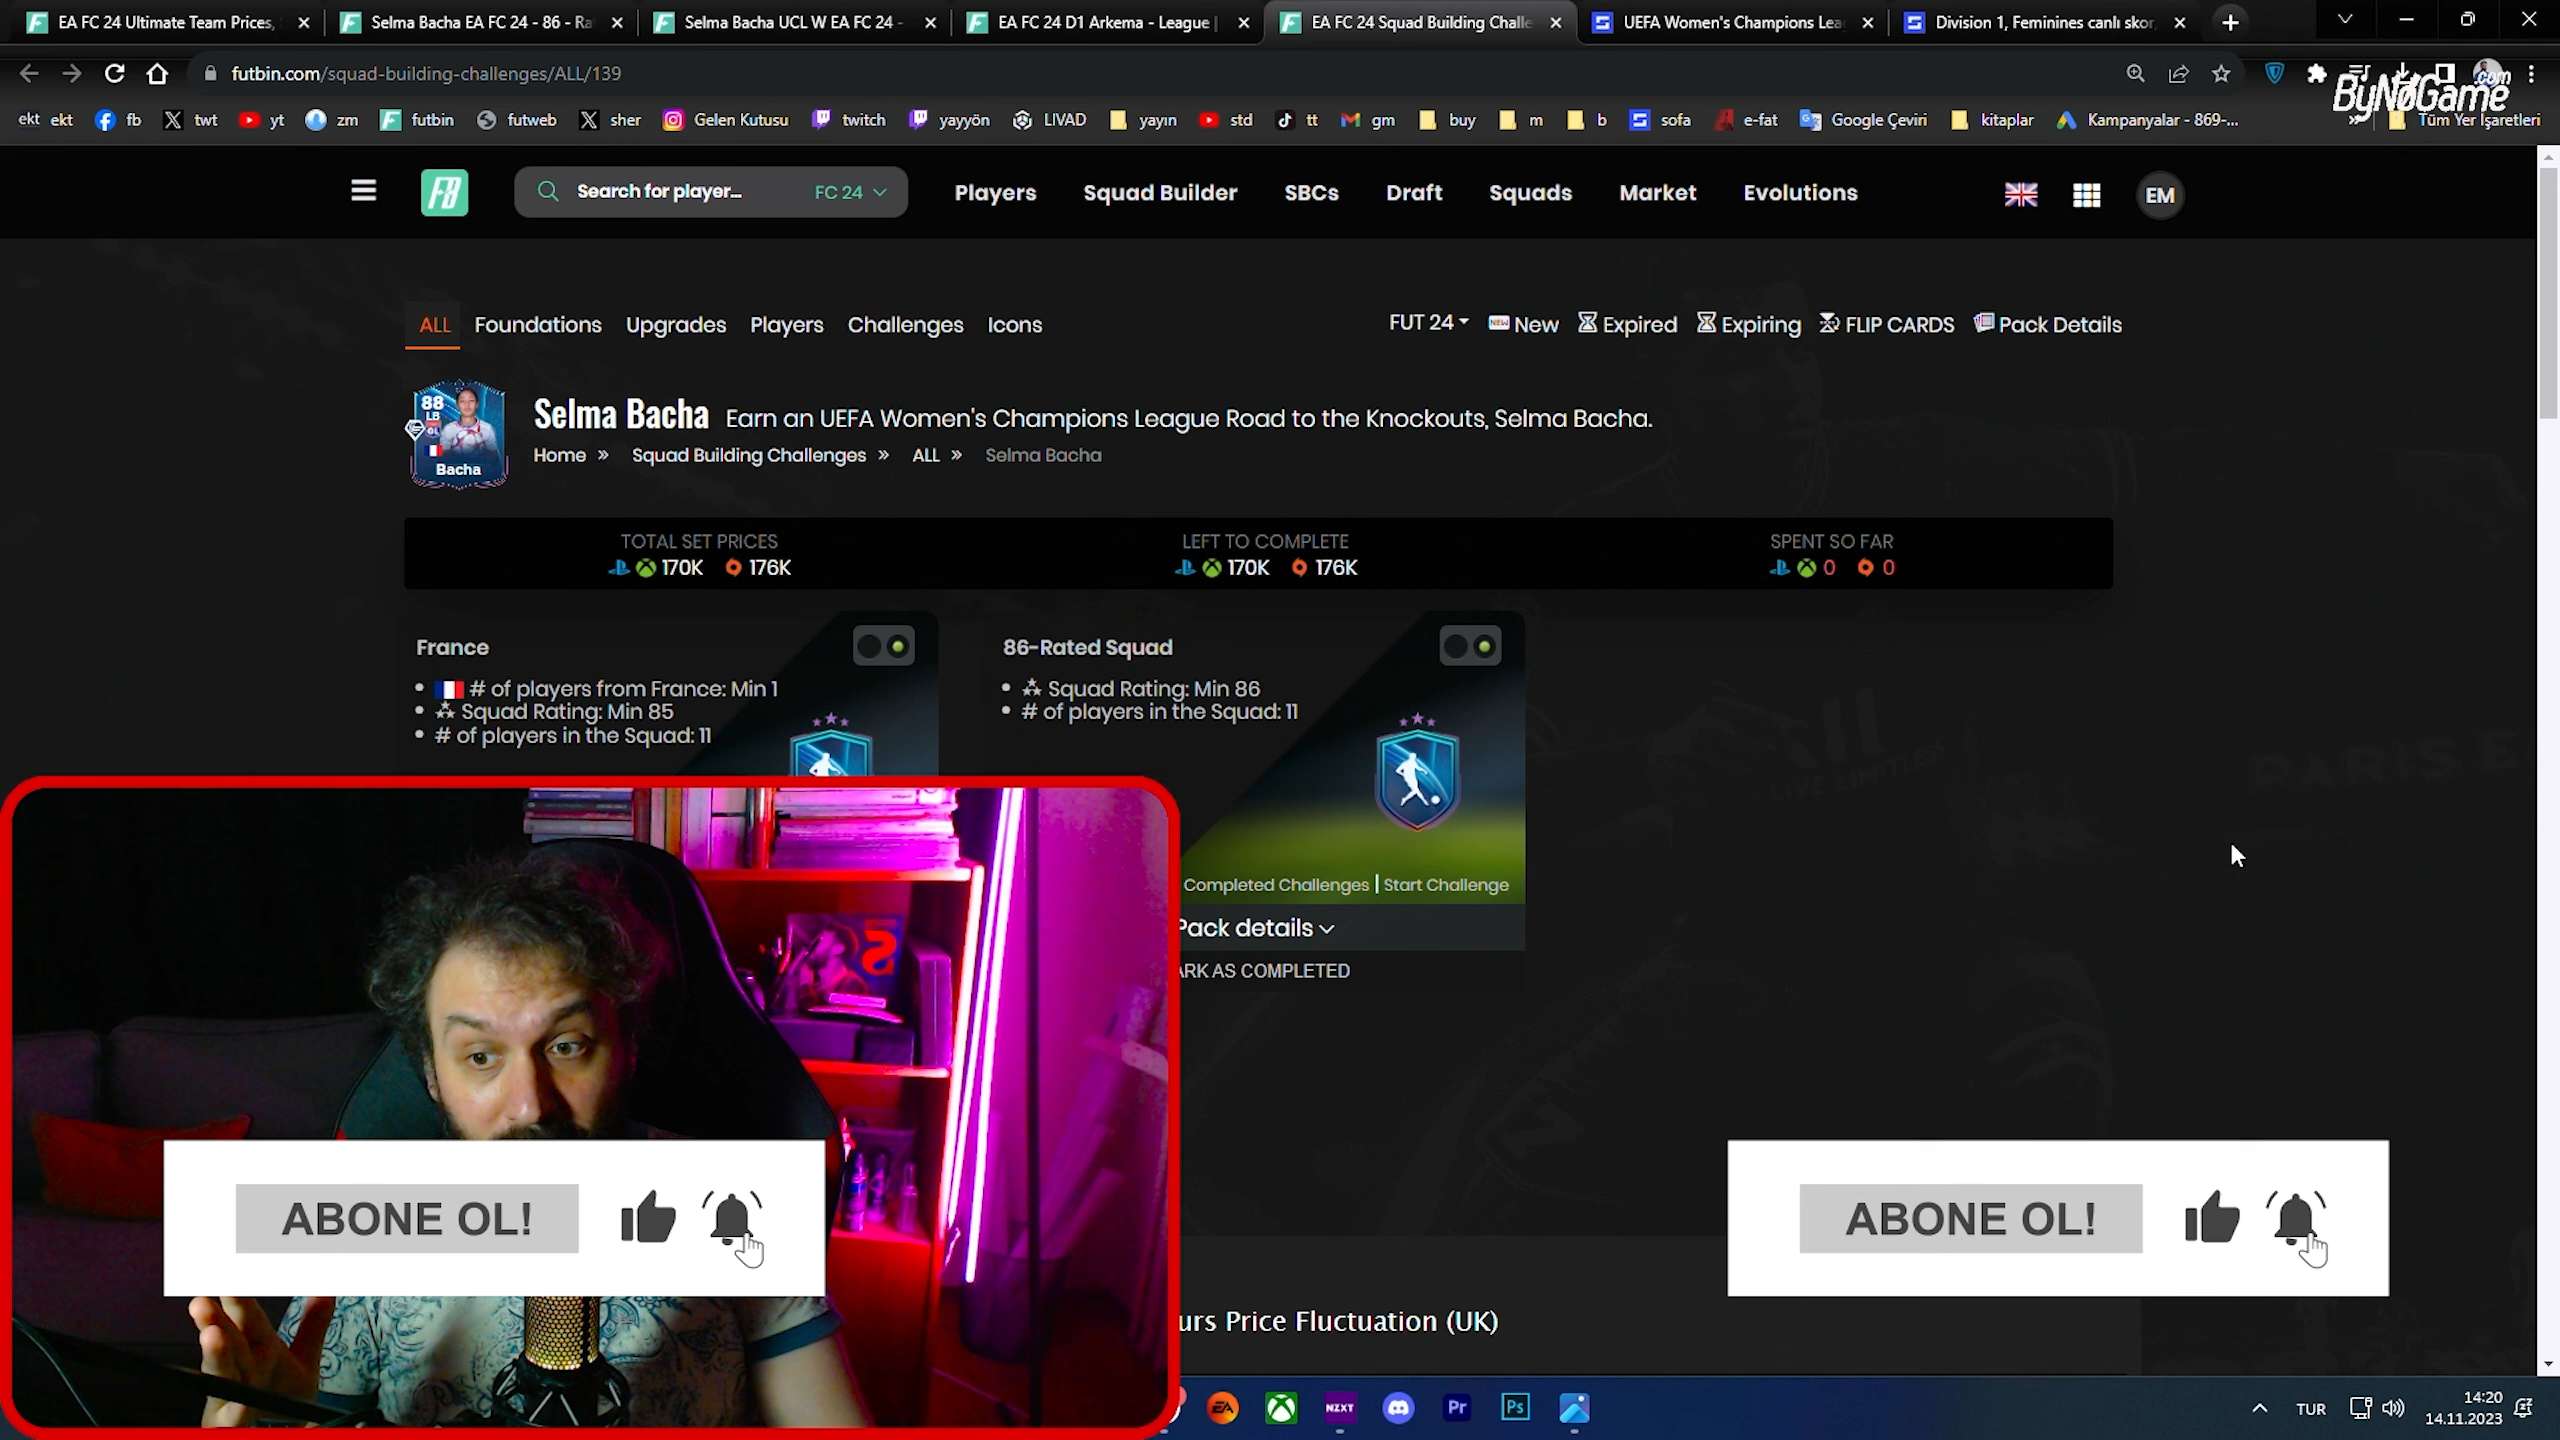 EA FC 24 Ultimate Team Prices,
Selma Bacha EA FC 24 - 86 - Ra
Selma Bacha UCL W EA FC 24 -
EA FC 24 D1 Arkema - League |
EA FC 24 Squad Building Challe
UEFA Women's Champions Lea
Division 1, Feminines canlı skor,
futbin.com/squad-building-challenges/ALL/139
ByNoGame
.com
ekt ekt
fb
twt
yt
zm
futbin
futweb
sher
Gelen Kutusu
twitch
yayyön
LIVAD
yayın
std
tt
gm
buy
m
b
sofa
e-fat
Google Çeviri
kitaplar
Kampanyalar - 869-...
Tüm Yer İşaretleri
Search for player...
FC 24
Players
Squad Builder
SBCs
Draft
Squads
Market
Evolutions
EM
ALL
Foundations
Upgrades
Players
Challenges
Icons
FUT 24
New
Expired
Expiring
FLIP CARDS
Pack Details
88
LB
Bacha
Selma Bacha Earn an UEFA Women's Champions League Road to the Knockouts, Selma Bacha.
Home » Squad Building Challenges » ALL » Selma Bacha
TOTAL SET PRICES
170K 176K
LEFT TO COMPLETE
170K 176K
SPENT SO FAR
0 0
France
# of players from France: Min 1
Squad Rating: Min 85
# of players in the Squad: 11
86-Rated Squad
Squad Rating: Min 86
# of players in the Squad: 11
Completed Challenges | Start Challenge
Pack details
ARK AS COMPLETED
ABONE OL!
ABONE OL!
urs Price Fluctuation (UK)
EA
NZXT
Pr
Ps
TUR
14:20
14.11.2023